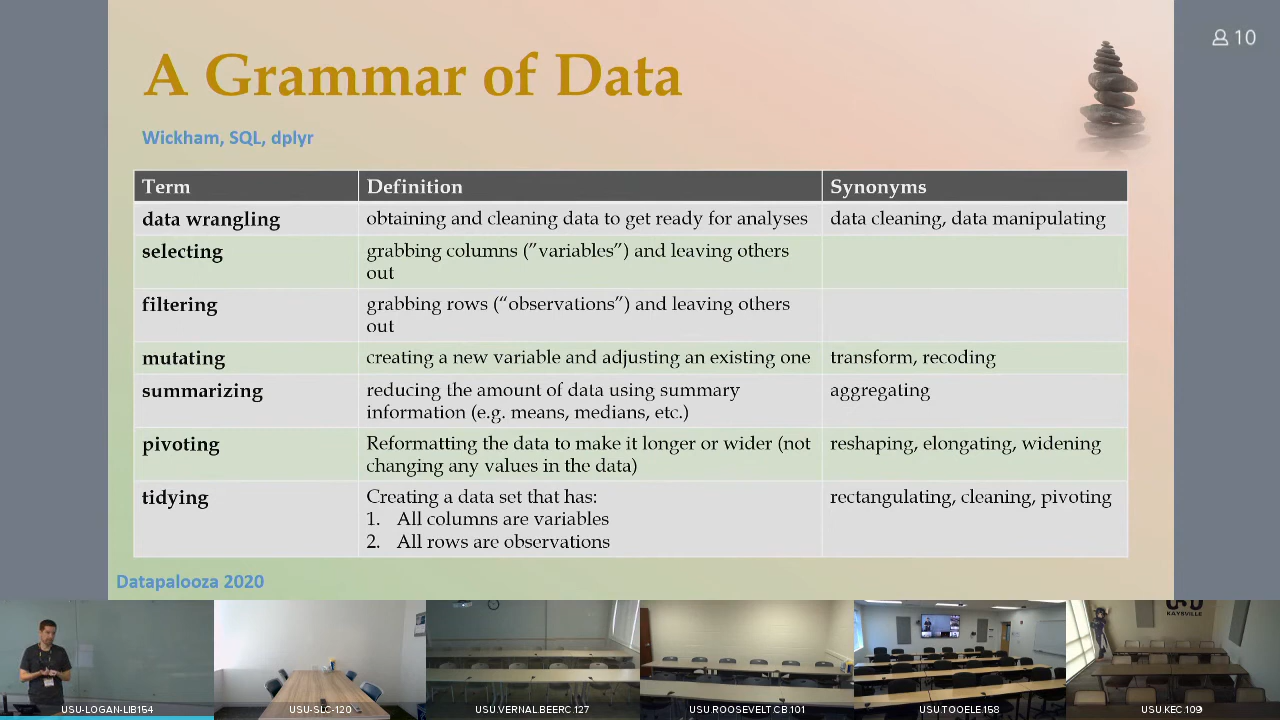 A Grammar of Data
10
Wickham, SQL, dplyr
Term Definition Synonyms
data wrangling obtaining and cleaning data to get ready for analyses data cleaning, data manipulating
selecting grabbing columns (”variables”) and leaving others
out
filtering grabbing rows (“observations”) and leaving others
out
mutating creating a new variable and adjusting an existing one transform, recoding
summarizing reducing the amount of data using summary aggregating
information (e.g. means, medians, etc.)
pivoting Reformatting the data to make it longer or wider (not reshaping, elongating, widening
changing any values in the data)
tidying Creating a data set that has: rectangulating, cleaning, pivoting
1. All columns are variables
2. All rows are observations
Datapalooza 2020
USU
KAYSVILLE
USU-LOGAN-LIB154 USU-SLC-120 USU.VERNAL.BEERC.127 USU.ROOSEVELT.CB.101 USU.TOOELE.158 USU.KEC.109